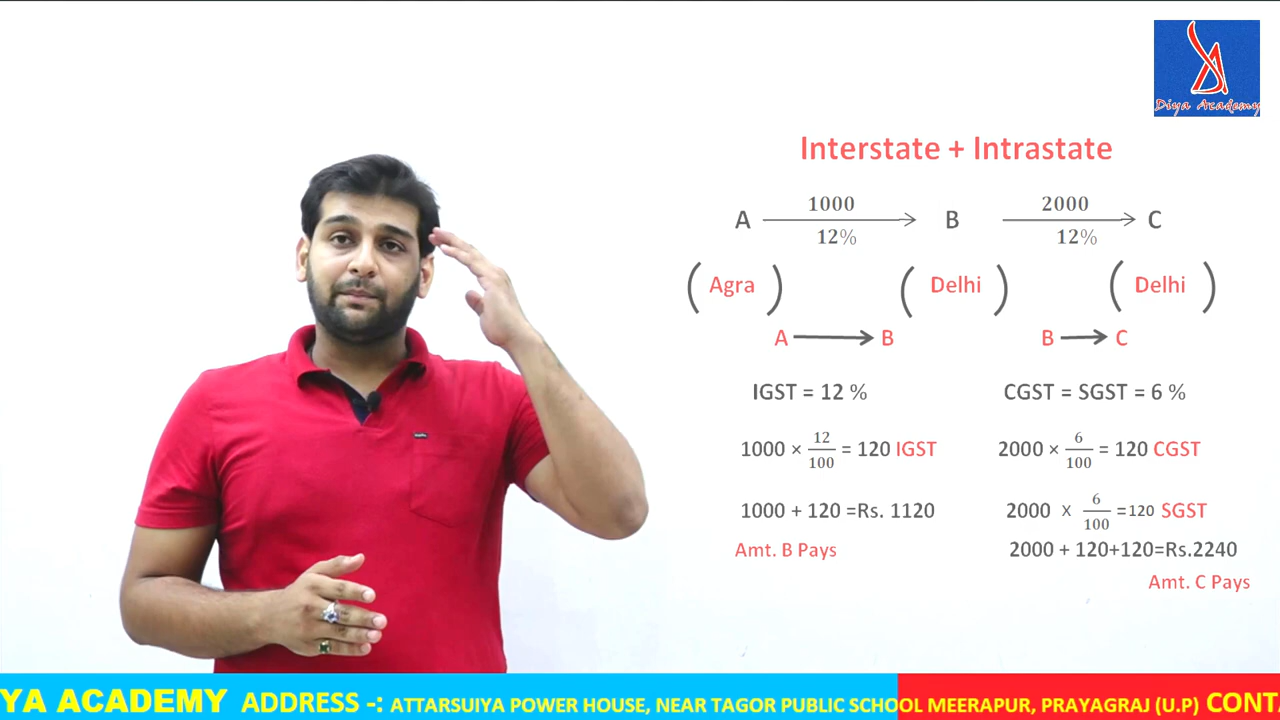 Diya Academy
Interstate + Intrastate
A 1000 12% B 2000 12% C
( Agra ) ( Delhi ) ( Delhi )
A → B B → C
IGST = 12 % CGST = SGST = 6 %
1000 × 12/100 = 120 IGST 2000 × 6/100 = 120 CGST
1000 + 120 =Rs. 1120 2000 X 6/100 =120 SGST
Amt. B Pays 2000 + 120+120=Rs.2240
Amt. C Pays
YA ACADEMY ADDRESS -: ATTARSUIYA POWER HOUSE, NEAR TAGOR PUBLIC SCHOOL MEERAPUR, PRAYAGRAJ (U.P) CONTA